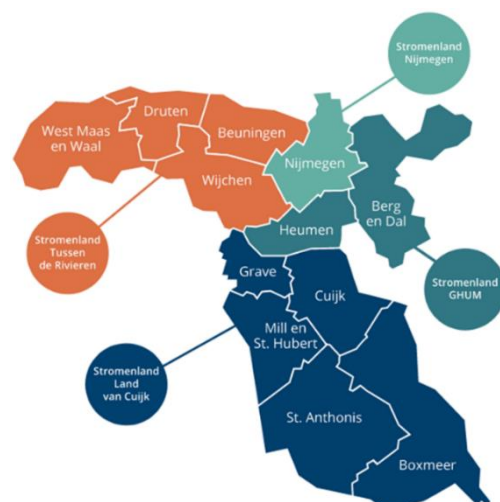 Stromenland
Nijmegen
Druten
West Maas
en Waal
Beuningen
Nijmegen
Wijchen
Berg
en Dal
Heumen
Stromenland
Tussen
de Rivieren
Grave
Stromenland
GHUM
Cuijk
Mill en
St. Hubert
Stromenland
Land
van Cuijk
St. Anthonis
Boxmeer